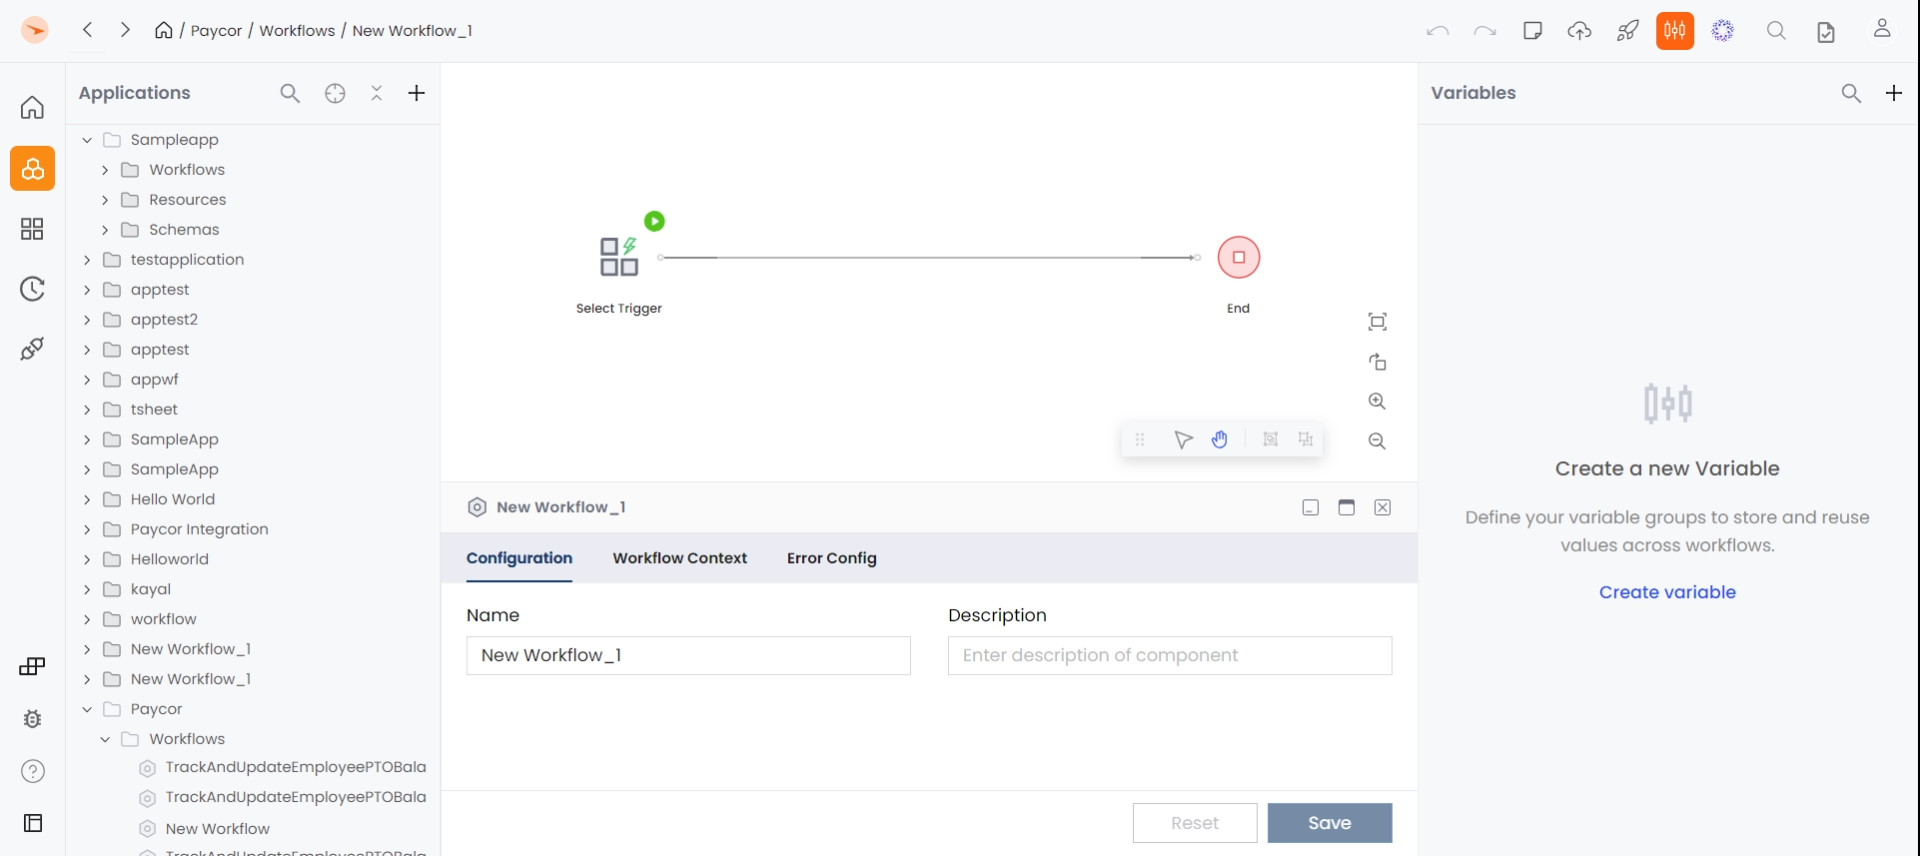 / Paycor / Workflows / New Workflow_1
Applications
Sampleapp
Workflows
Resources
Schemas
testapplication
apptest
apptest2
apptest
appwf
tsheet
SampleApp
SampleApp
Hello World
Paycor Integration
Helloworld
kayal
workflow
New Workflow_1
New Workflow_1
Paycor
Workflows
TrackAndUpdateEmployeePTOBala
TrackAndUpdateEmployeePTOBala
New Workflow
TrackAndUpdateEmployeePTOBala
Select Trigger
End
New Workflow_1
Configuration
Workflow Context
Error Config
Name
Description
New Workflow_1
Enter description of component
Reset
Save
Variables
Create a new Variable
Define your variable groups to store and reuse
values across workflows.
Create variable